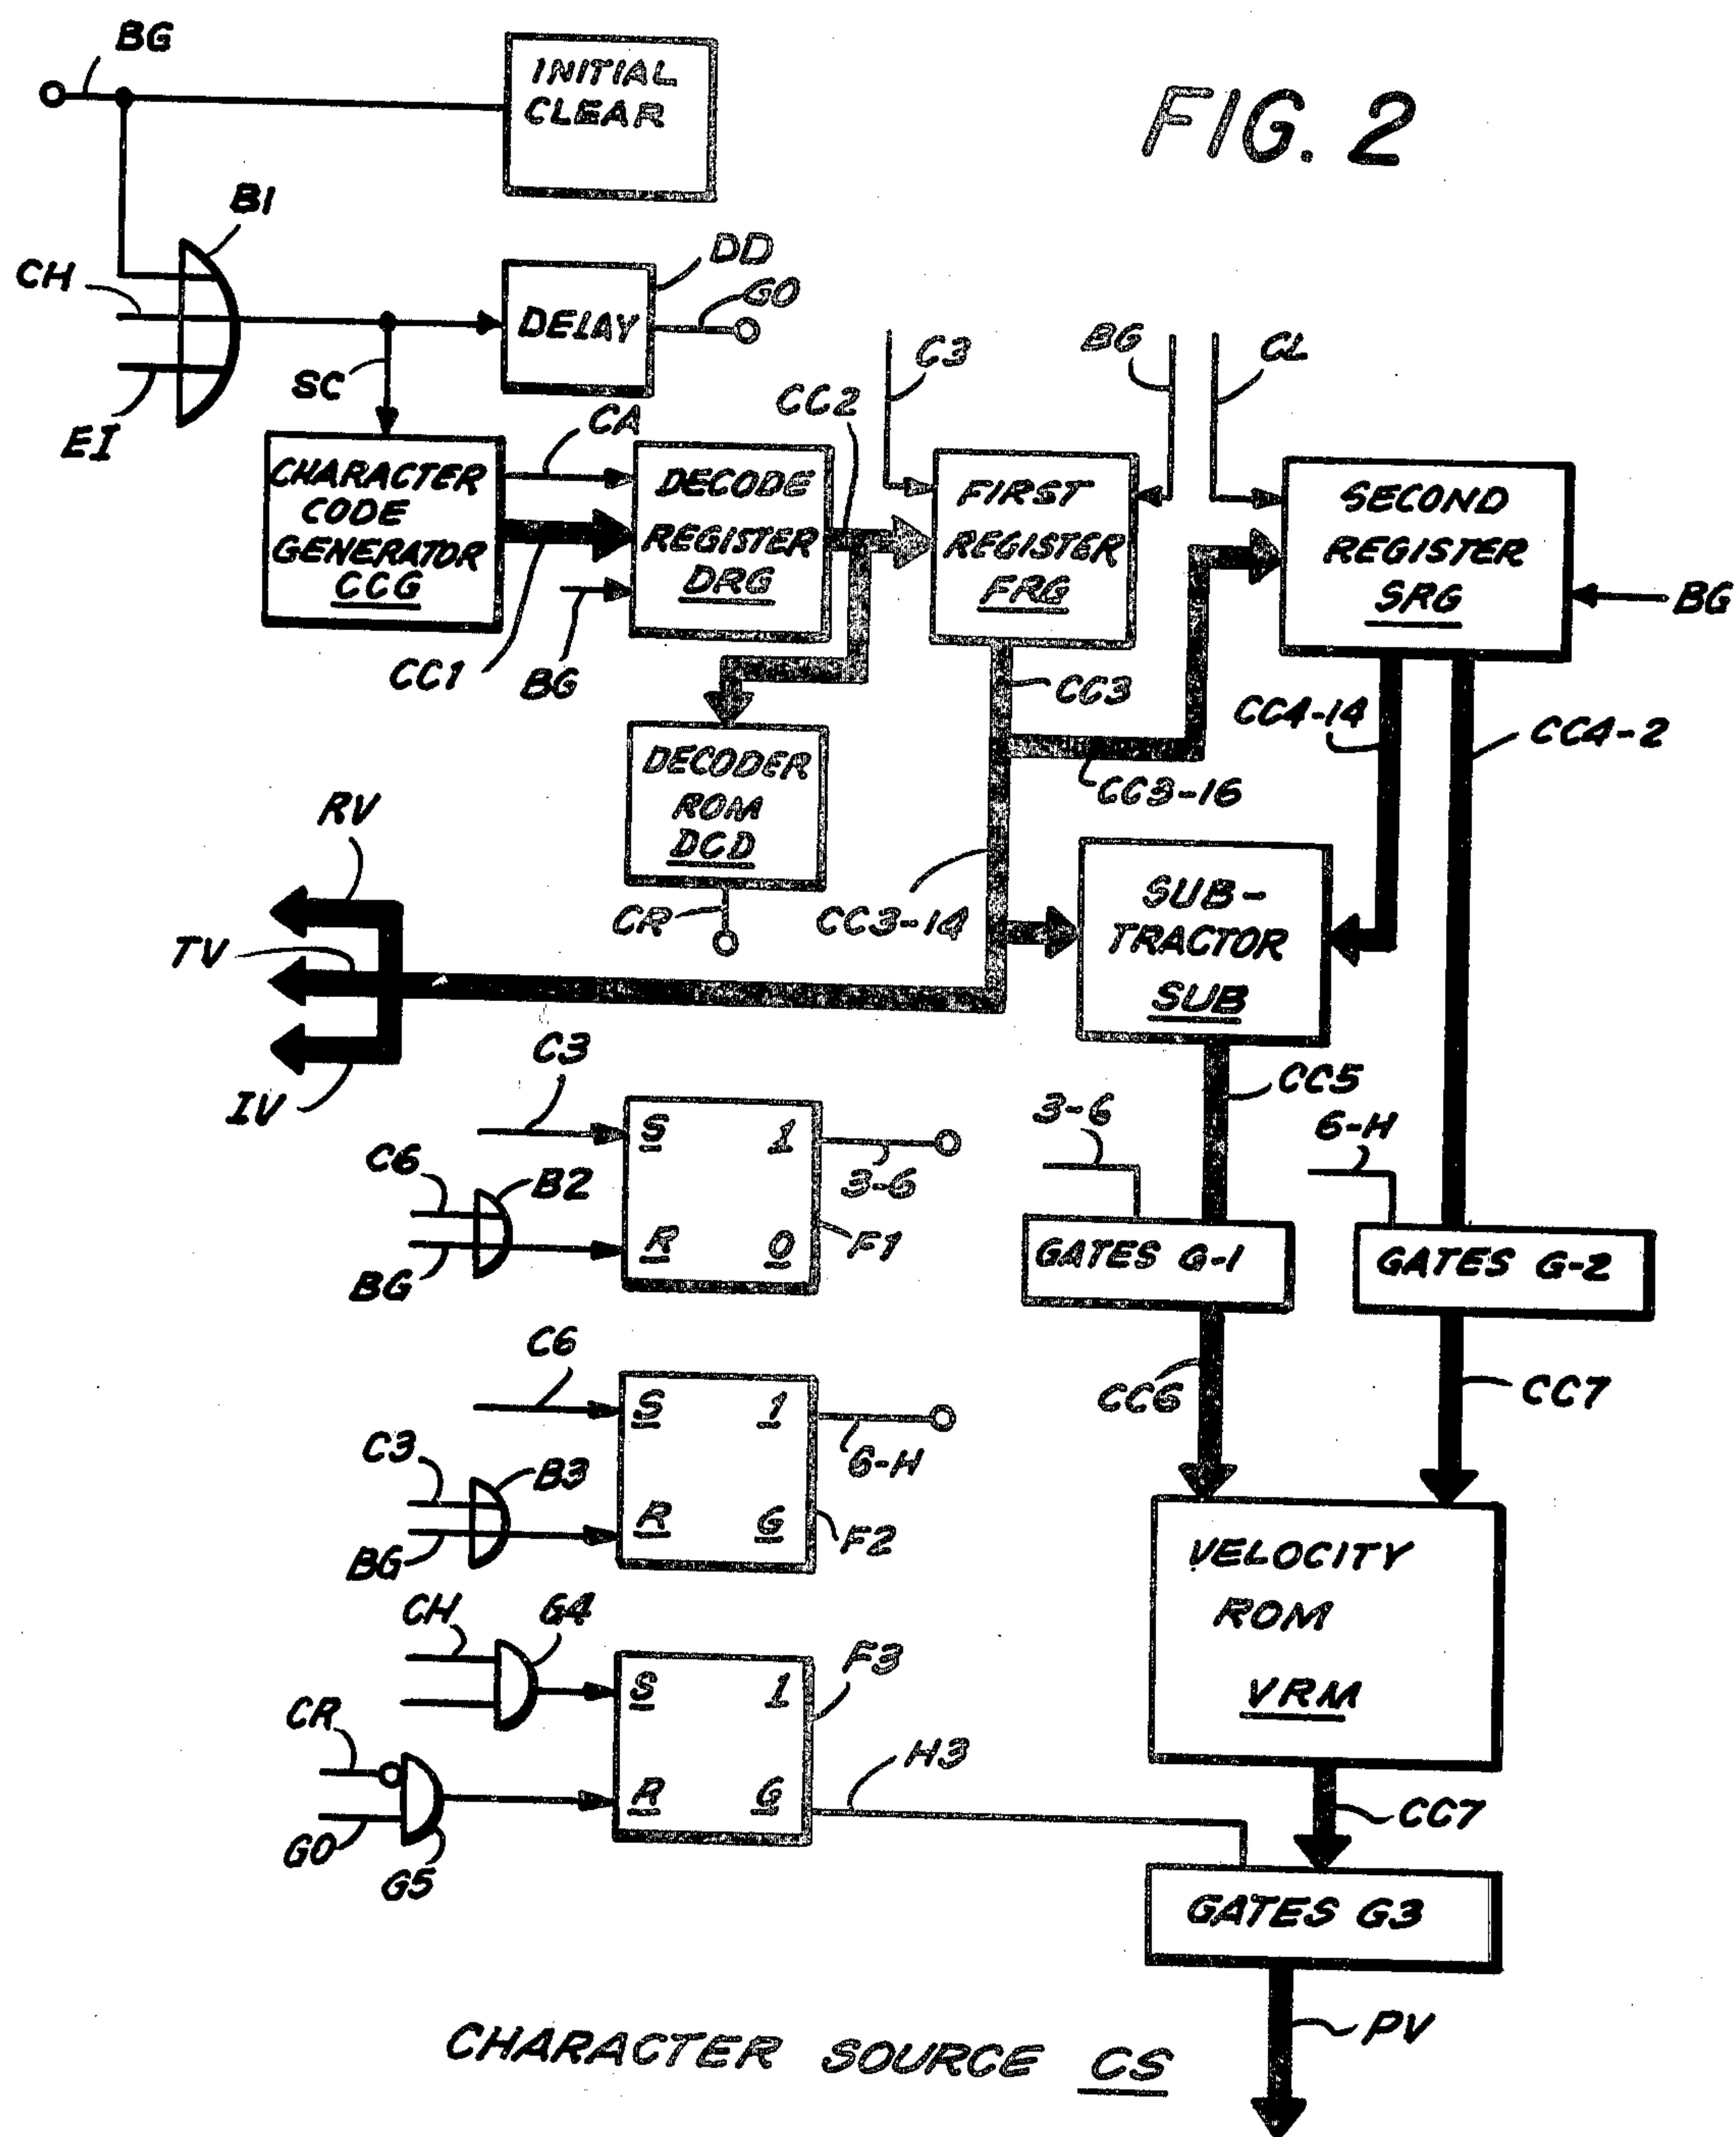 BG
INITIAL
CLEAR
FIG. 2
B1
CH
DD
GO
DELAY
SC
EI
C3
BG
CL
CC2
CA
CHARACTER
CODE
GENERATOR
CCG
DECODE
REGISTER
DRG
FIRST
REGISTER
FRG
SECOND
REGISTER
SRG
BG
CC1
BG
CC3
CC4-14
CC4-2
DECODER
ROM
DCD
CC3-16
RV
CR
CC3-14
SUB-
TRACTOR
SUB
TV
IV
C3
CC5
3-6
6-H
S 1
3-6
C6
B2
R 0
F1
BG
GATES G-1
GATES G-2
C6
CC6
CC7
S 1
6-H
C3
B3
R G
F2
BG
VELOCITY
ROM
VRM
CH
G4
F3
S 1
CR
H3
R G
CC7
GO
G5
GATES G3
PV
CHARACTER SOURCE CS